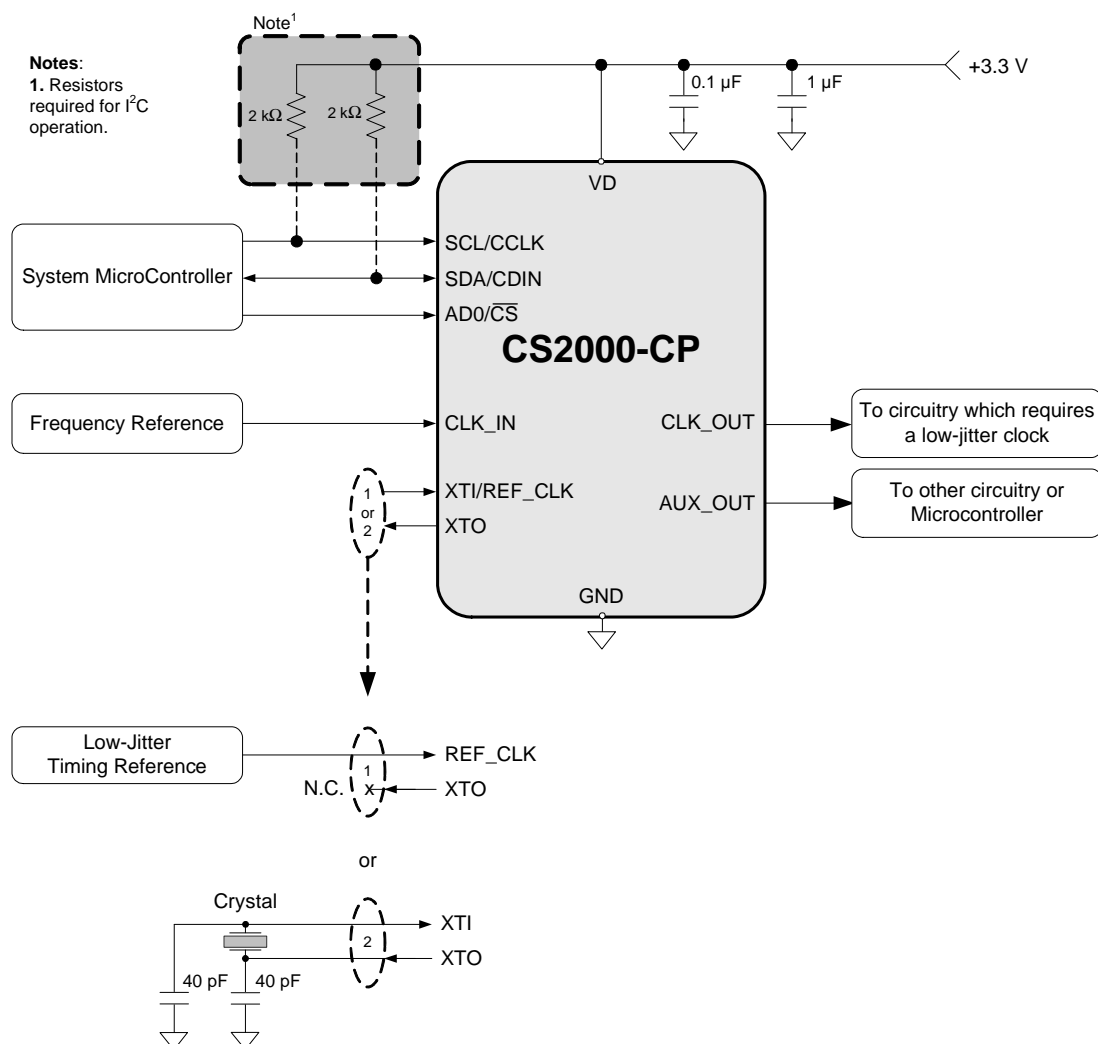 Note¹
Notes:
1. Resistors
required for I²C
operation.
2 kΩ
2 kΩ
0.1 µF
1 µF
+3.3 V
VD
System MicroController
SCL/CCLK
SDA/CDIN
AD0/C̅S̅
CS2000-CP
Frequency Reference
CLK_IN
CLK_OUT
To circuitry which requires
a low-jitter clock
XTI/REF_CLK
1
or
2
XTO
AUX_OUT
To other circuitry or
Microcontroller
GND
Low-Jitter
Timing Reference
REF_CLK
1
N.C.
x
XTO
or
Crystal
XTI
2
XTO
40 pF
40 pF